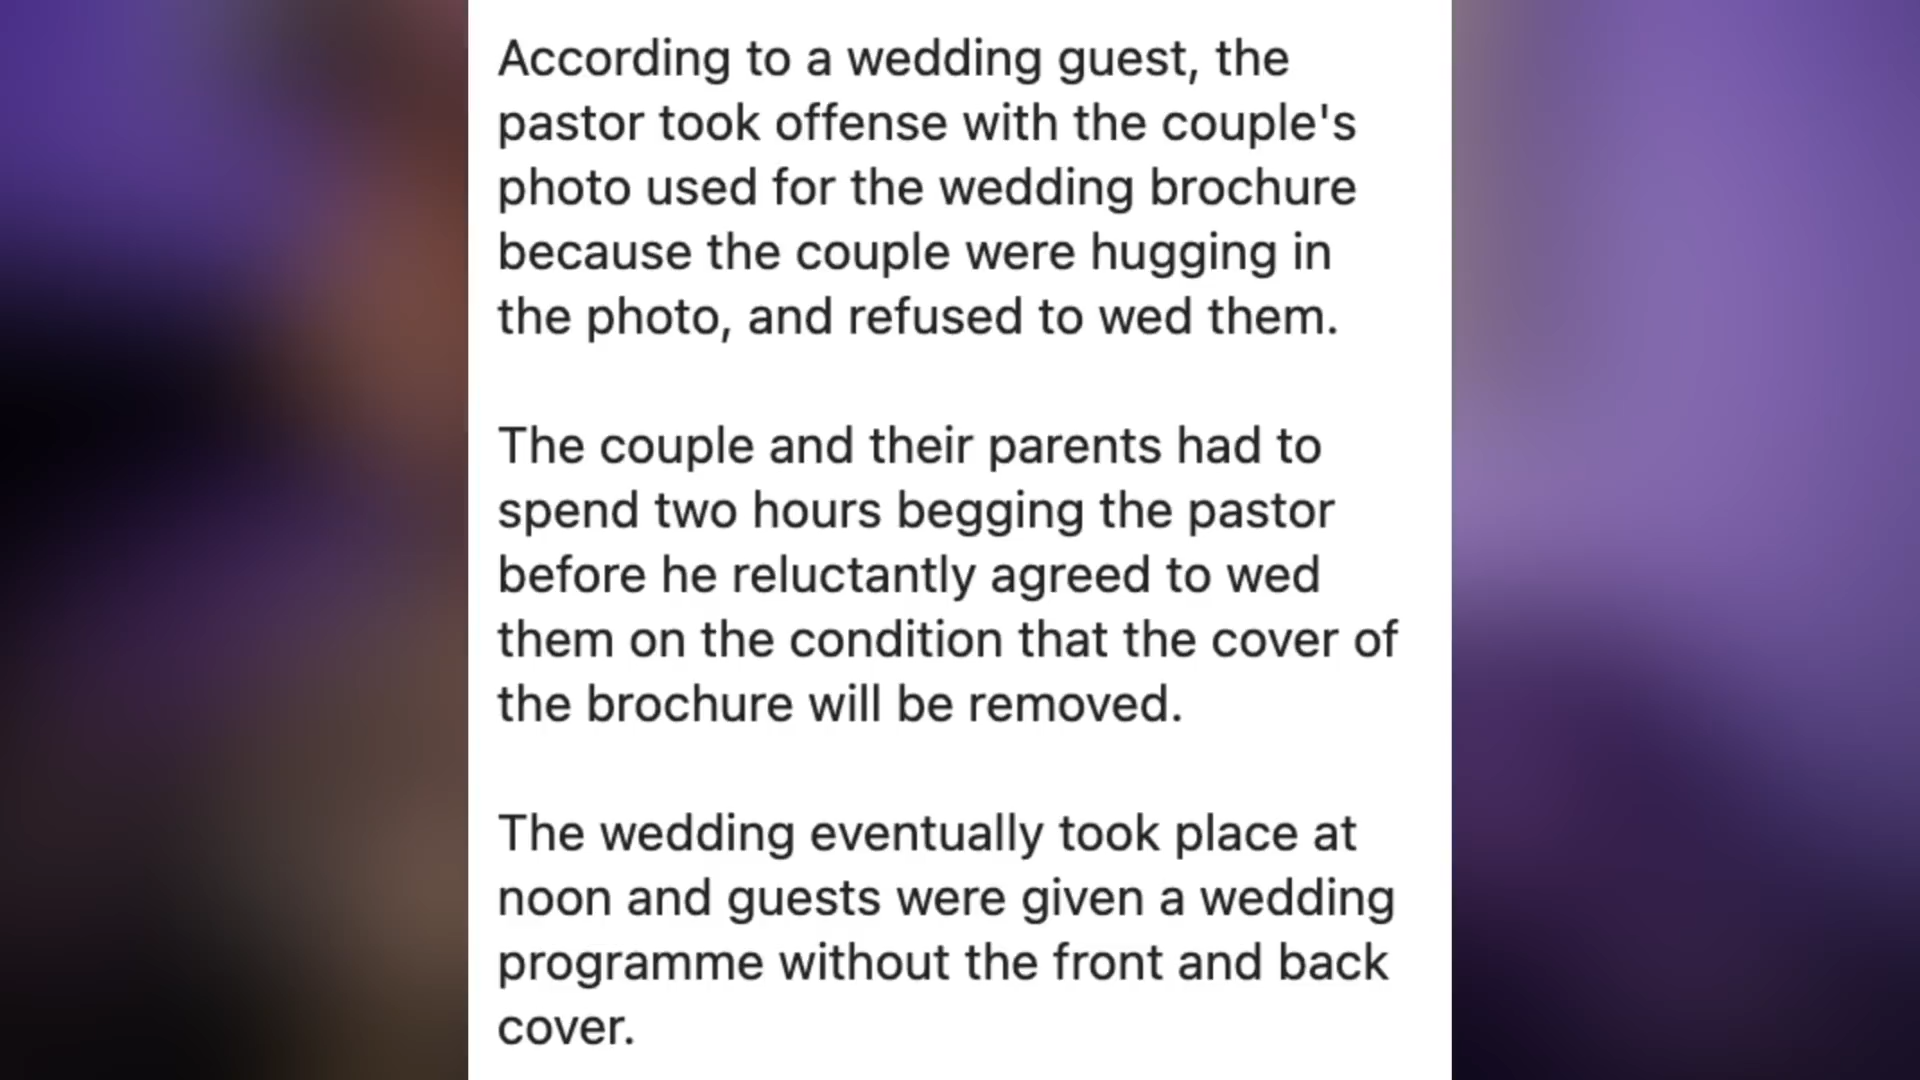 According to a wedding guest, the
pastor took offense with the couple's
photo used for the wedding brochure
because the couple were hugging in
the photo, and refused to wed them.
The couple and their parents had to
spend two hours begging the pastor
before he reluctantly agreed to wed
them on the condition that the cover of
the brochure will be removed.
The wedding eventually took place at
noon and guests were given a wedding
programme without the front and back
cover.